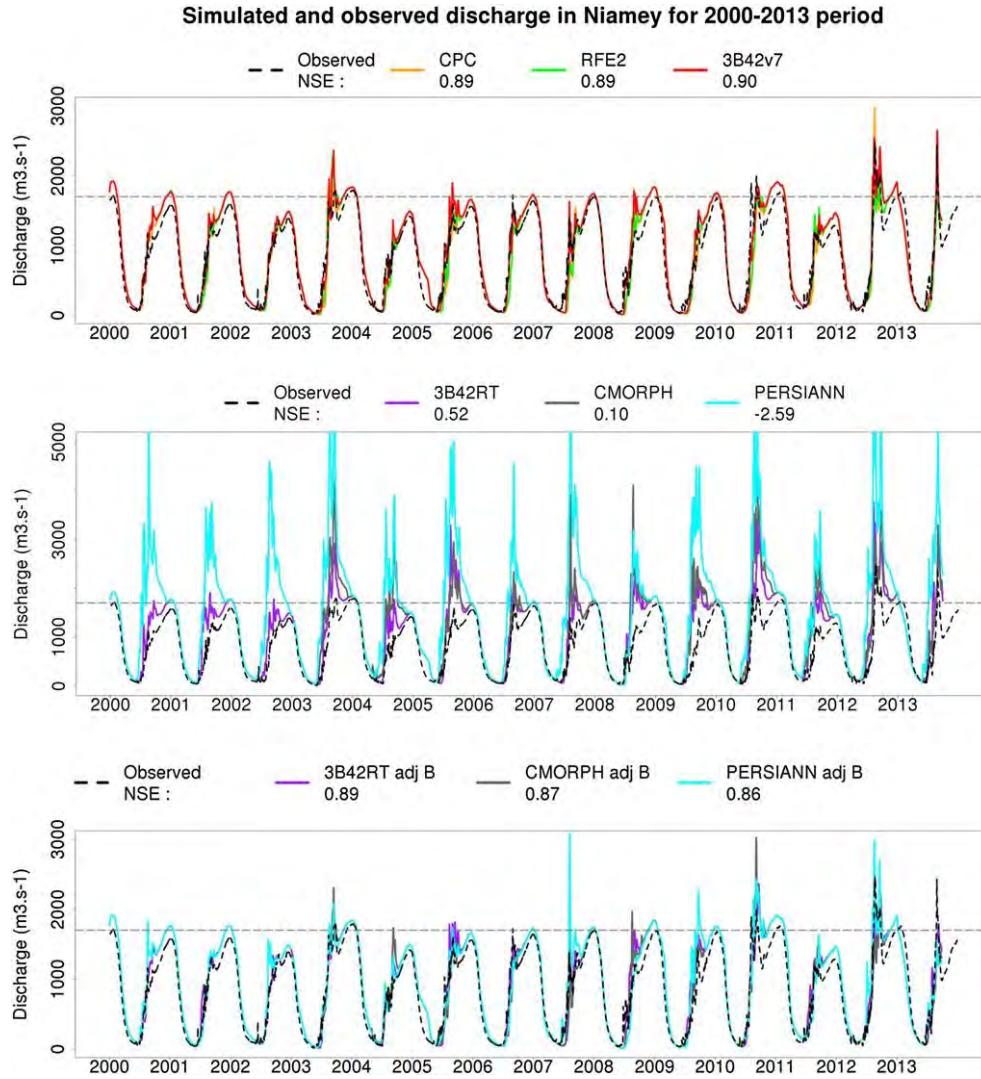 Simulated and observed discharge in Niamey for 2000-2013 period
Observed CPC RFE2 3B42v7
NSE : 0.89 0.89 0.90
3000
2000
1000
0
Discharge (m3.s-1)
2000 2001 2002 2003 2004 2005 2006 2007 2008 2009 2010 2011 2012 2013
Observed 3B42RT CMORPH PERSIANN
NSE : 0.52 0.10 -2.59
5000
3000
1000
0
Discharge (m3.s-1)
2000 2001 2002 2003 2004 2005 2006 2007 2008 2009 2010 2011 2012 2013
Observed 3B42RT adj B CMORPH adj B PERSIANN adj B
NSE : 0.89 0.87 0.86
3000
2000
1000
0
Discharge (m3.s-1)
2000 2001 2002 2003 2004 2005 2006 2007 2008 2009 2010 2011 2012 2013